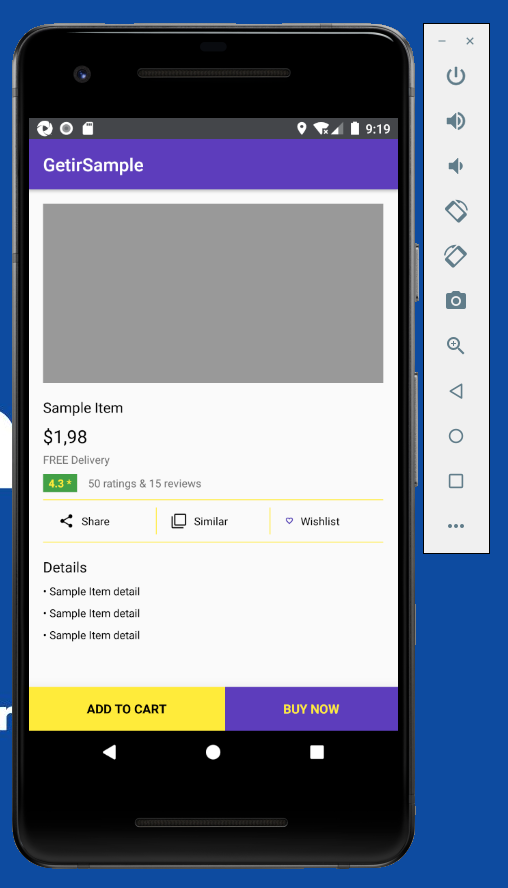 9:19
GetirSample
Sample Item
$1,98
FREE Delivery
4.3 * 50 ratings & 15 reviews
Share Similar Wishlist
Details
• Sample Item detail
• Sample Item detail
• Sample Item detail
ADD TO CART BUY NOW